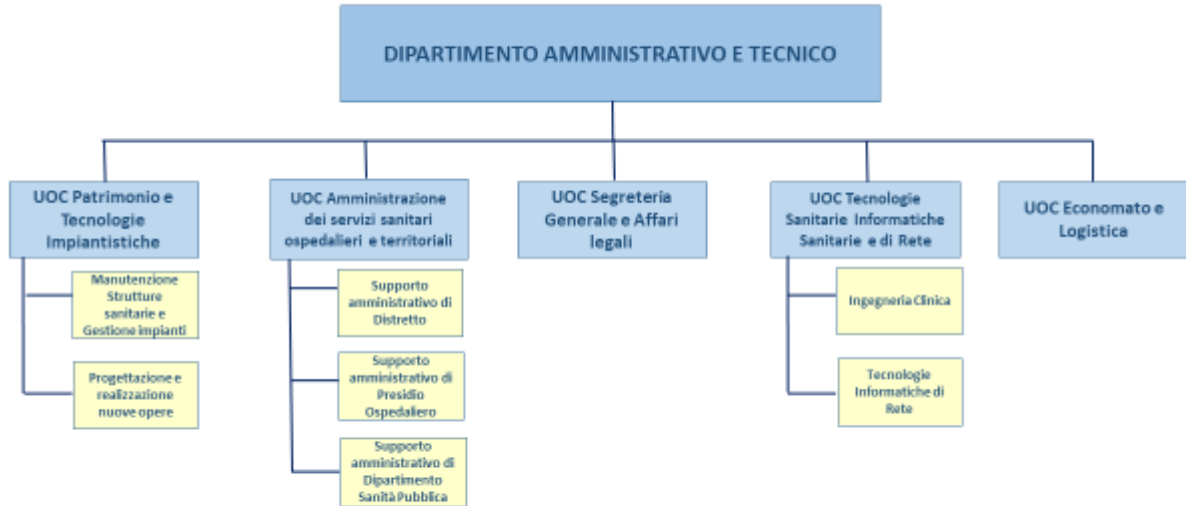 DIPARTIMENTO AMMINISTRATIVO E TECNICO
UOC Patrimonio e
Tecnologie
Impiantistiche
UOC Amministrazione
dei servizi sanitari
ospedalieri e territoriali
UOC Segreteria
Generale e Affari
legali
UOC Tecnologie
Sanitarie Informatiche
Sanitarie e di Rete
UOC Economato e
Logistica
Manutenzione
Strutture
sanitarie e
Gestione impianti
Progettazione e
realizzazione
nuove opere
Supporto
amministrativo di
Distretto
Supporto
amministrativo di
Presidio
Ospedaliero
Supporto
amministrativo di
Dipartimento
Sanità Pubblica
Ingegneria Clinica
Tecnologie
Informatiche di
Rete